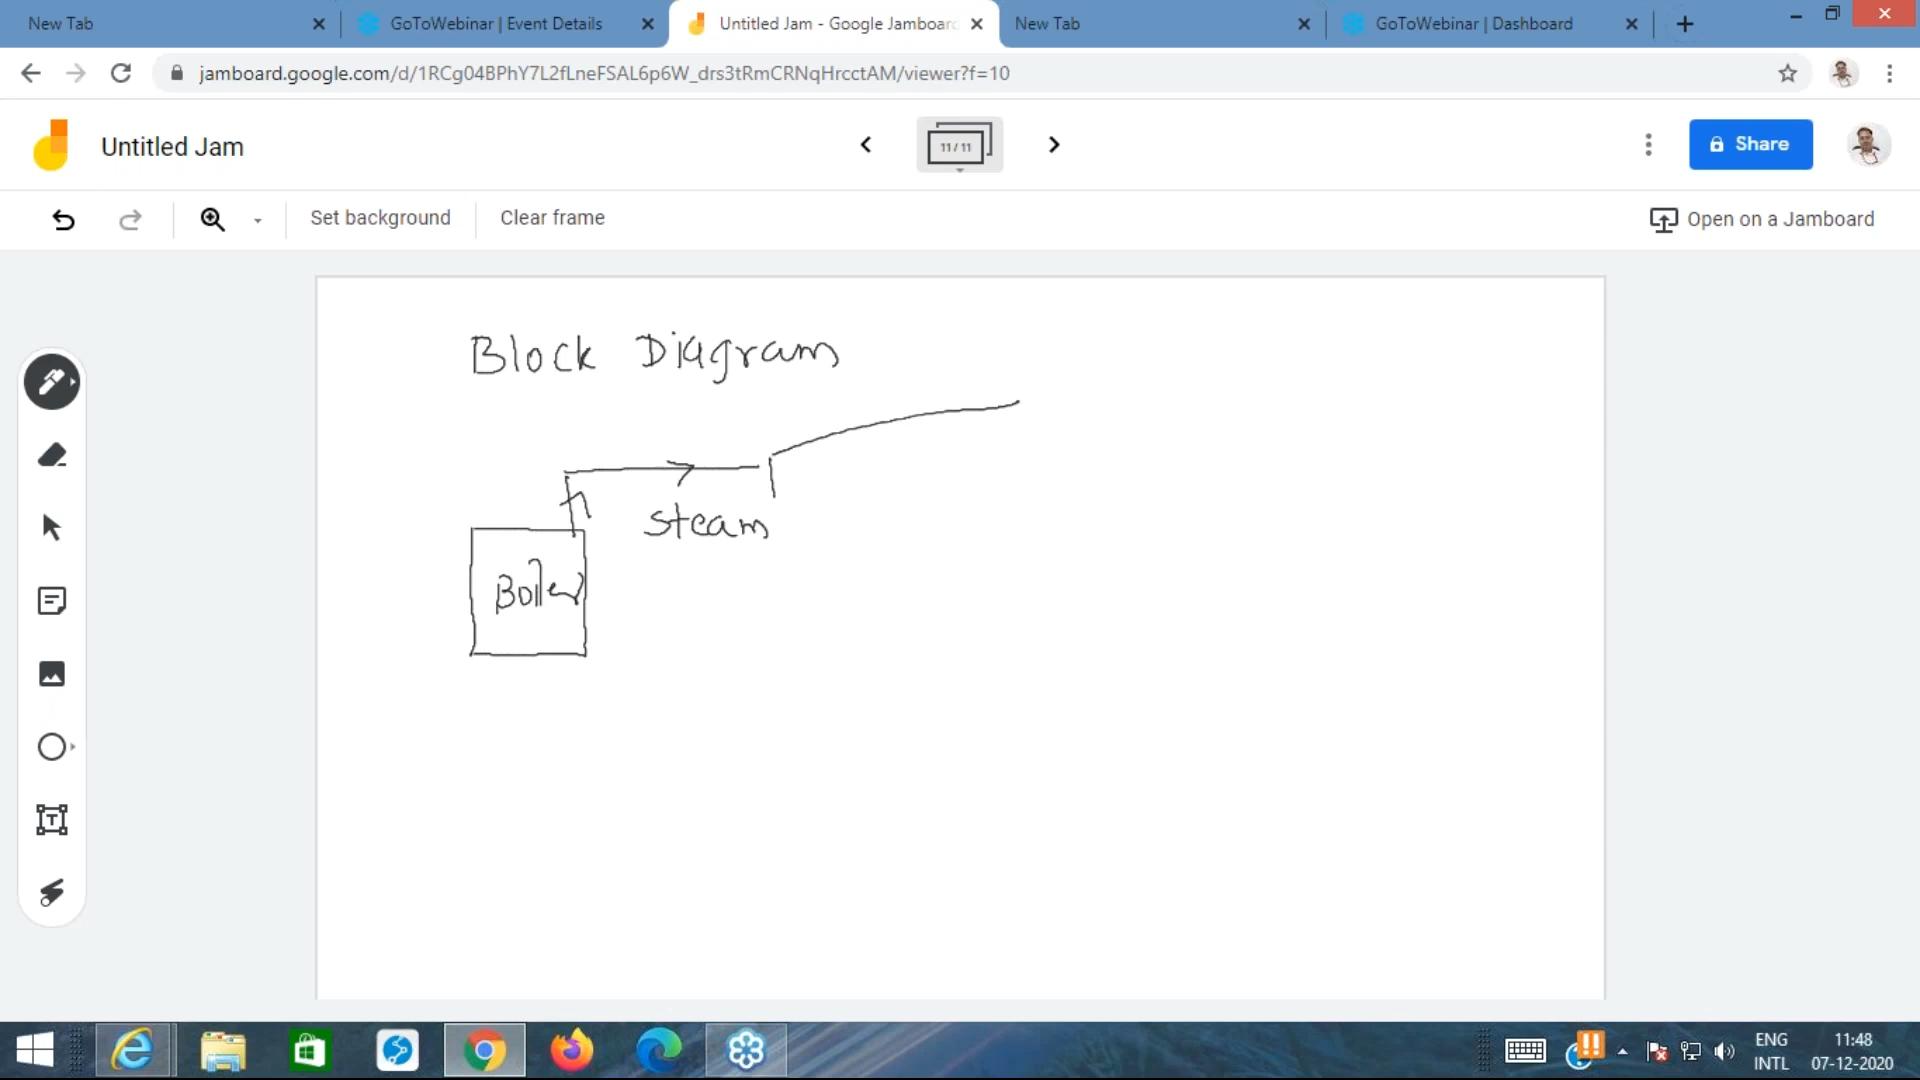 New Tab
GoToWebinar | Event Details
Untitled Jam - Google Jamboard
New Tab
GoToWebinar | Dashboard
jamboard.google.com/d/1RCg04BPhY7L2fLneFSAL6p6W_drs3tRmCRNqHrcctAM/viewer?f=10
Untitled Jam
11 / 11
Share
Set background
Clear frame
Open on a Jamboard
Block Diagram
steam
Boiler
ENG
INTL
11:48
07-12-2020